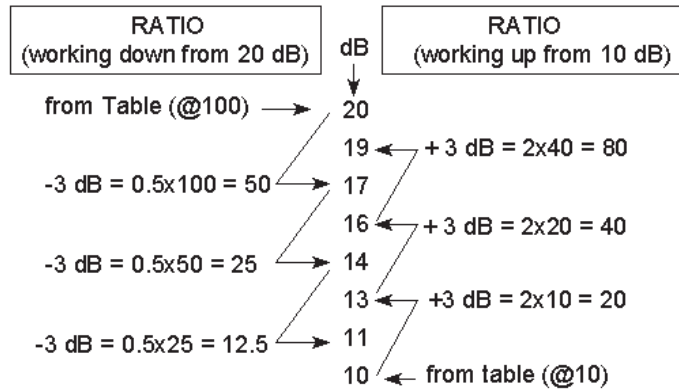 RATIO
(working down from 20 dB)
dB
RATIO
(working up from 10 dB)
from Table (@100)
20
19
+ 3 dB = 2x40 = 80
-3 dB = 0.5x100 = 50
17
16
+ 3 dB = 2x20 = 40
-3 dB = 0.5x50 = 25
14
13
+3 dB = 2x10 = 20
-3 dB = 0.5x25 = 12.5
11
10
from table (@10)